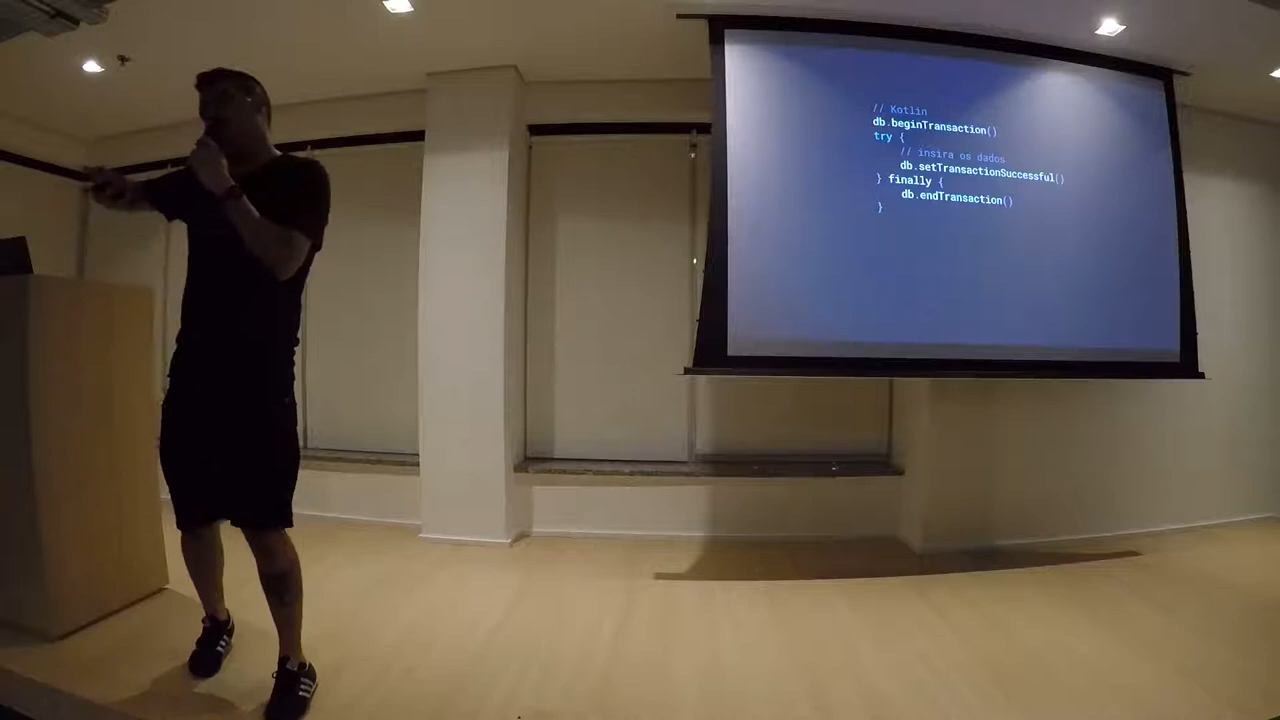 // Kotlin
db.beginTransaction()
try {
// insira os dados
db.setTransactionSuccessful()
} finally {
db.endTransaction()
}